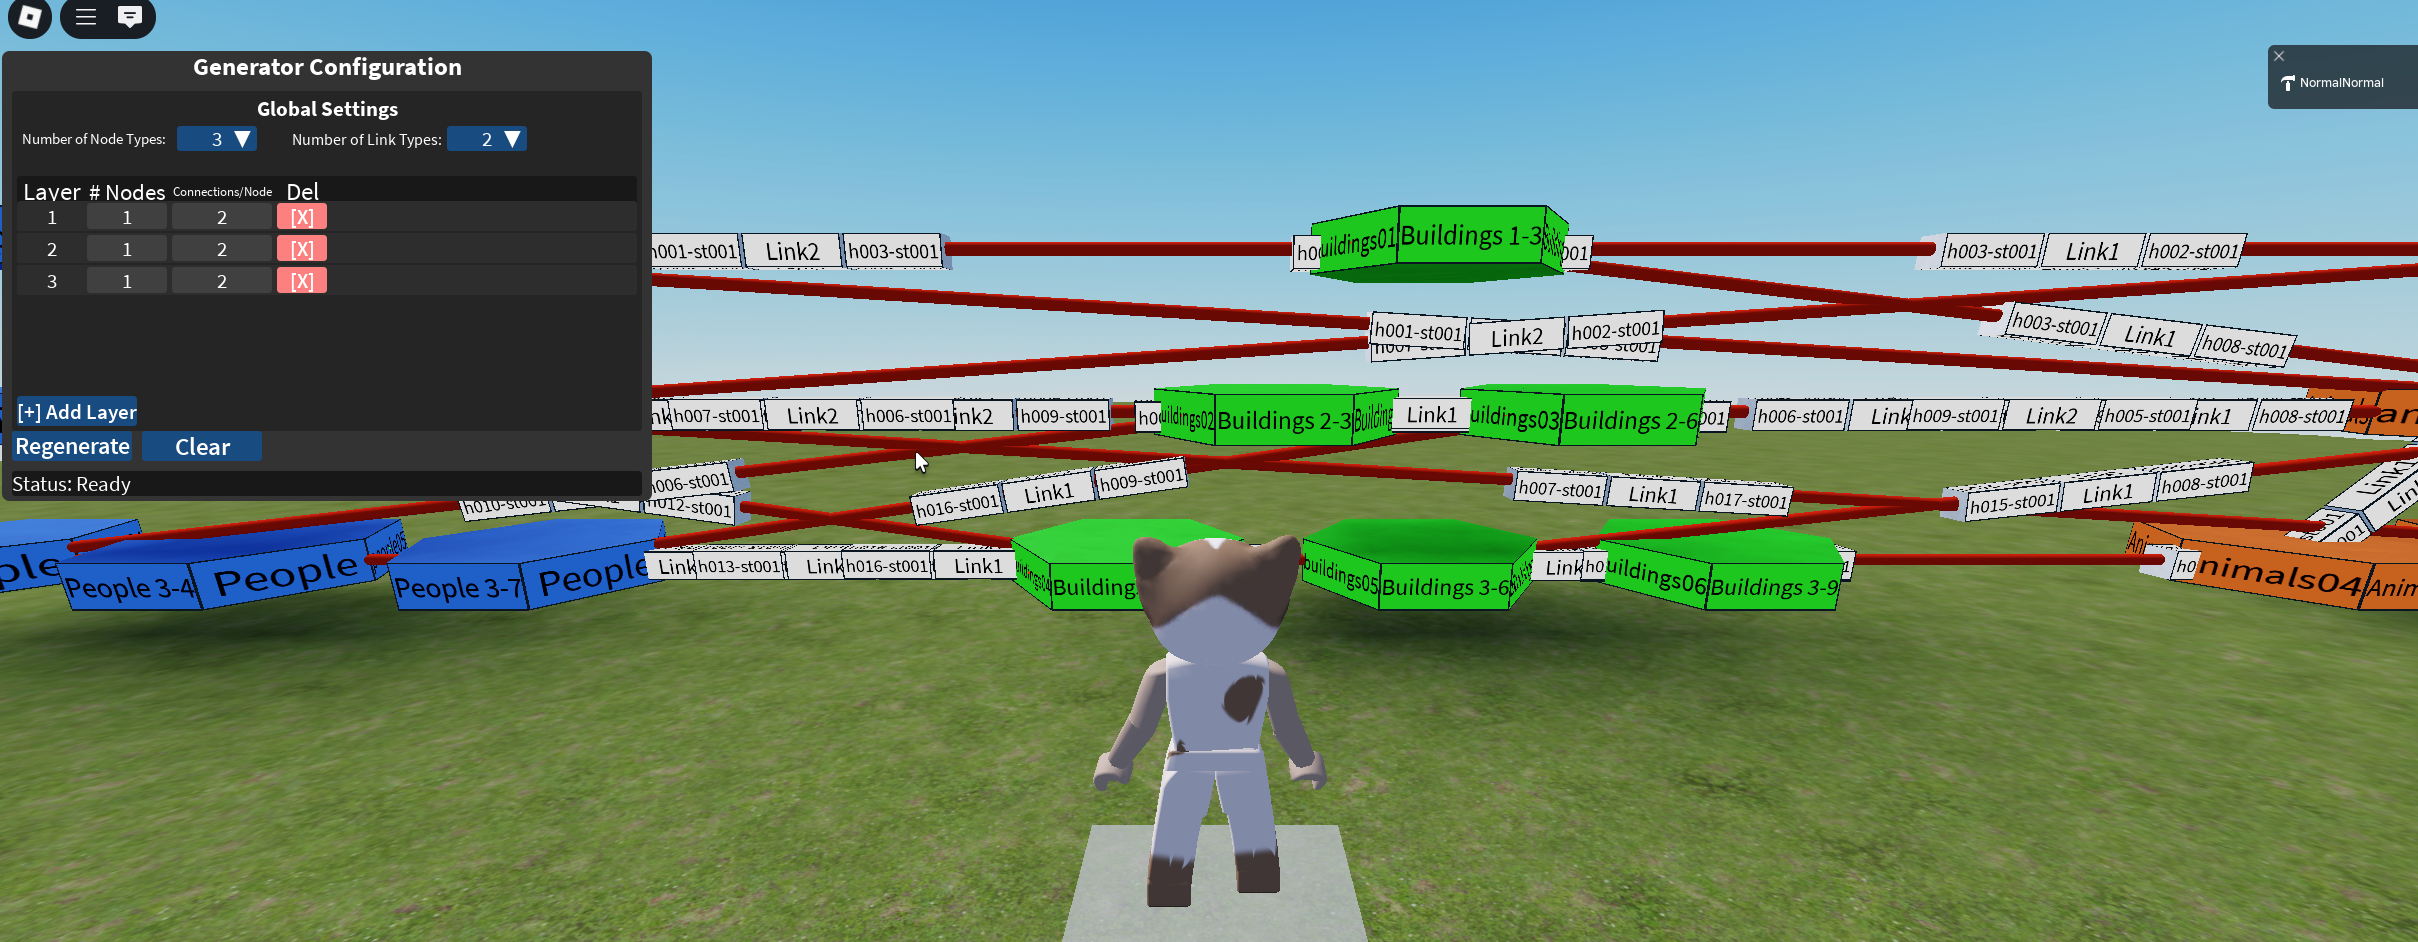 Generator Configuration
Global Settings
Number of Node Types: 3 ▼ Number of Link Types: 2 ▼
Layer # Nodes Connections/Node Del
1 1 2 [X]
2 1 2 [X]
3 1 2 [X]
[+] Add Layer
Regenerate Clear
Status: Ready
NormalNormal
Buildings 1-3
h001-st001 Link2 h003-st001
h003-st001 Link1 h002-st001
h001-st001 Link2 h002-st001
h003-st001 Link1 h008-st001
h007-st001 Link2 h006-st001
h009-st001
Buildings 2-3
Link1
Buildings 2-6
h006-st001
h009-st001 Link2 h005-st001
h008-st001
h016-st001 Link1 h009-st001
h007-st001 Link1 h017-st001
h015-st001 Link1 h008-st001
h010-st001
People 3-4 People
People 3-7 People
h013-st001
h016-st001 Link1
buildings05 Buildings 3-6
Buildings 3-9